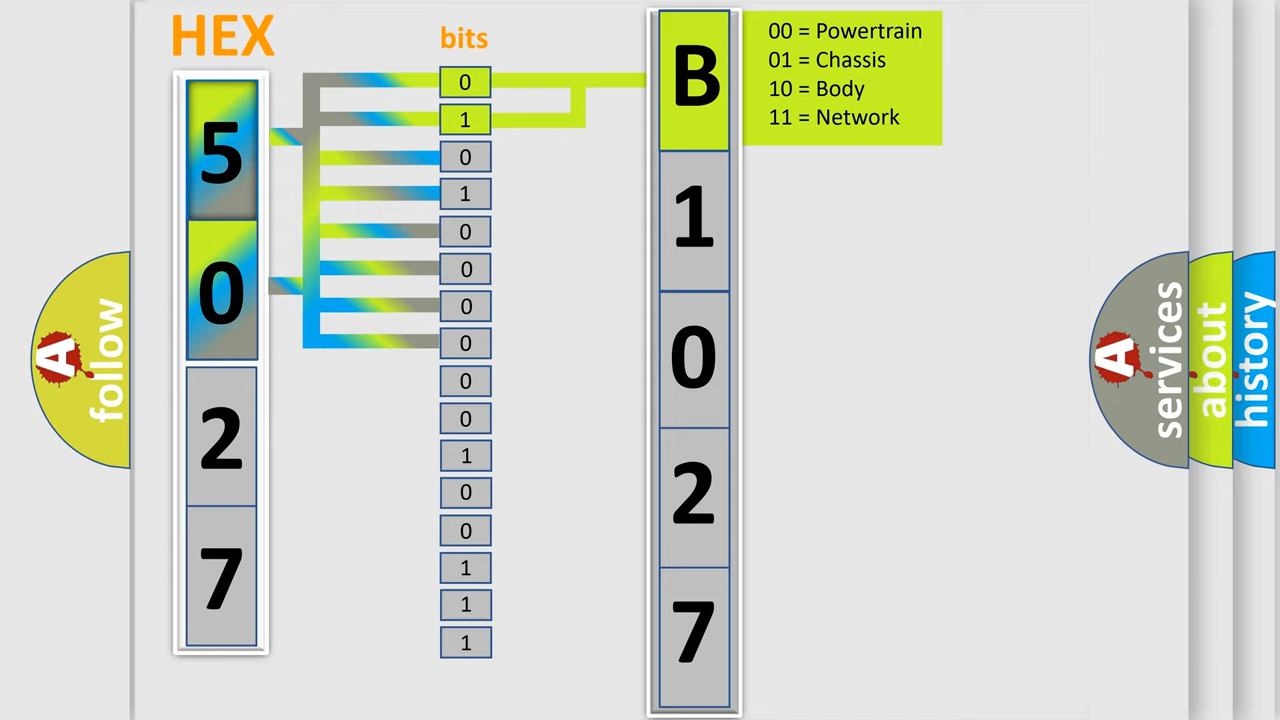 HEX
bits
5
0
2
7
0
1
0
1
0
0
0
0
0
0
1
0
0
1
1
1
B
1
0
2
7
00 = Powertrain
01 = Chassis
10 = Body
11 = Network
A
follow
A
services
about
history